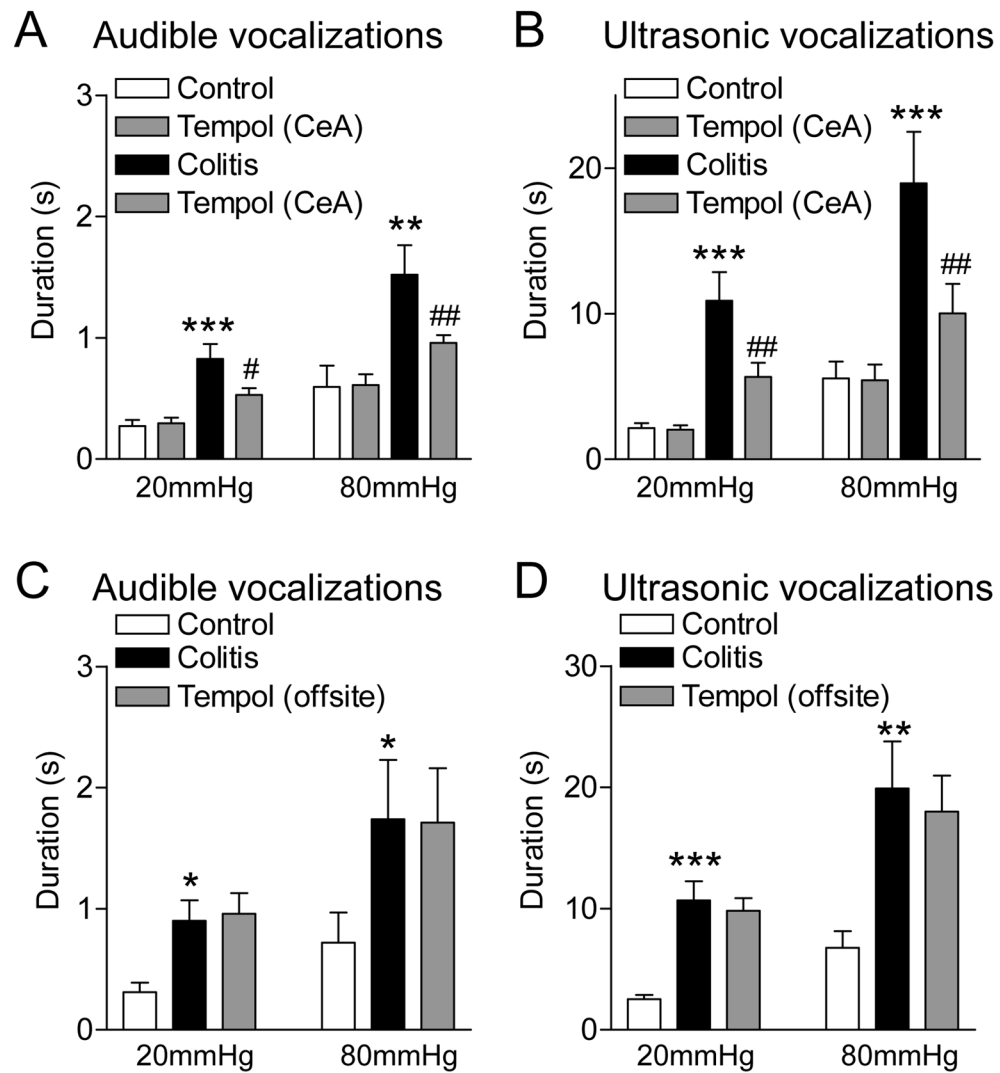 A Audible vocalizations
Control
Tempol (CeA)
Colitis
Tempol (CeA)
3
2
1
0
Duration (s)
***
#
**
##
20mmHg 80mmHg
B Ultrasonic vocalizations
Control
Tempol (CeA)
Colitis
Tempol (CeA)
20
10
0
Duration (s)
***
##
***
##
20mmHg 80mmHg
C Audible vocalizations
Control
Colitis
Tempol (offsite)
3
2
1
0
Duration (s)
*
*
20mmHg 80mmHg
D Ultrasonic vocalizations
Control
Colitis
Tempol (offsite)
30
20
10
0
Duration (s)
***
**
20mmHg 80mmHg